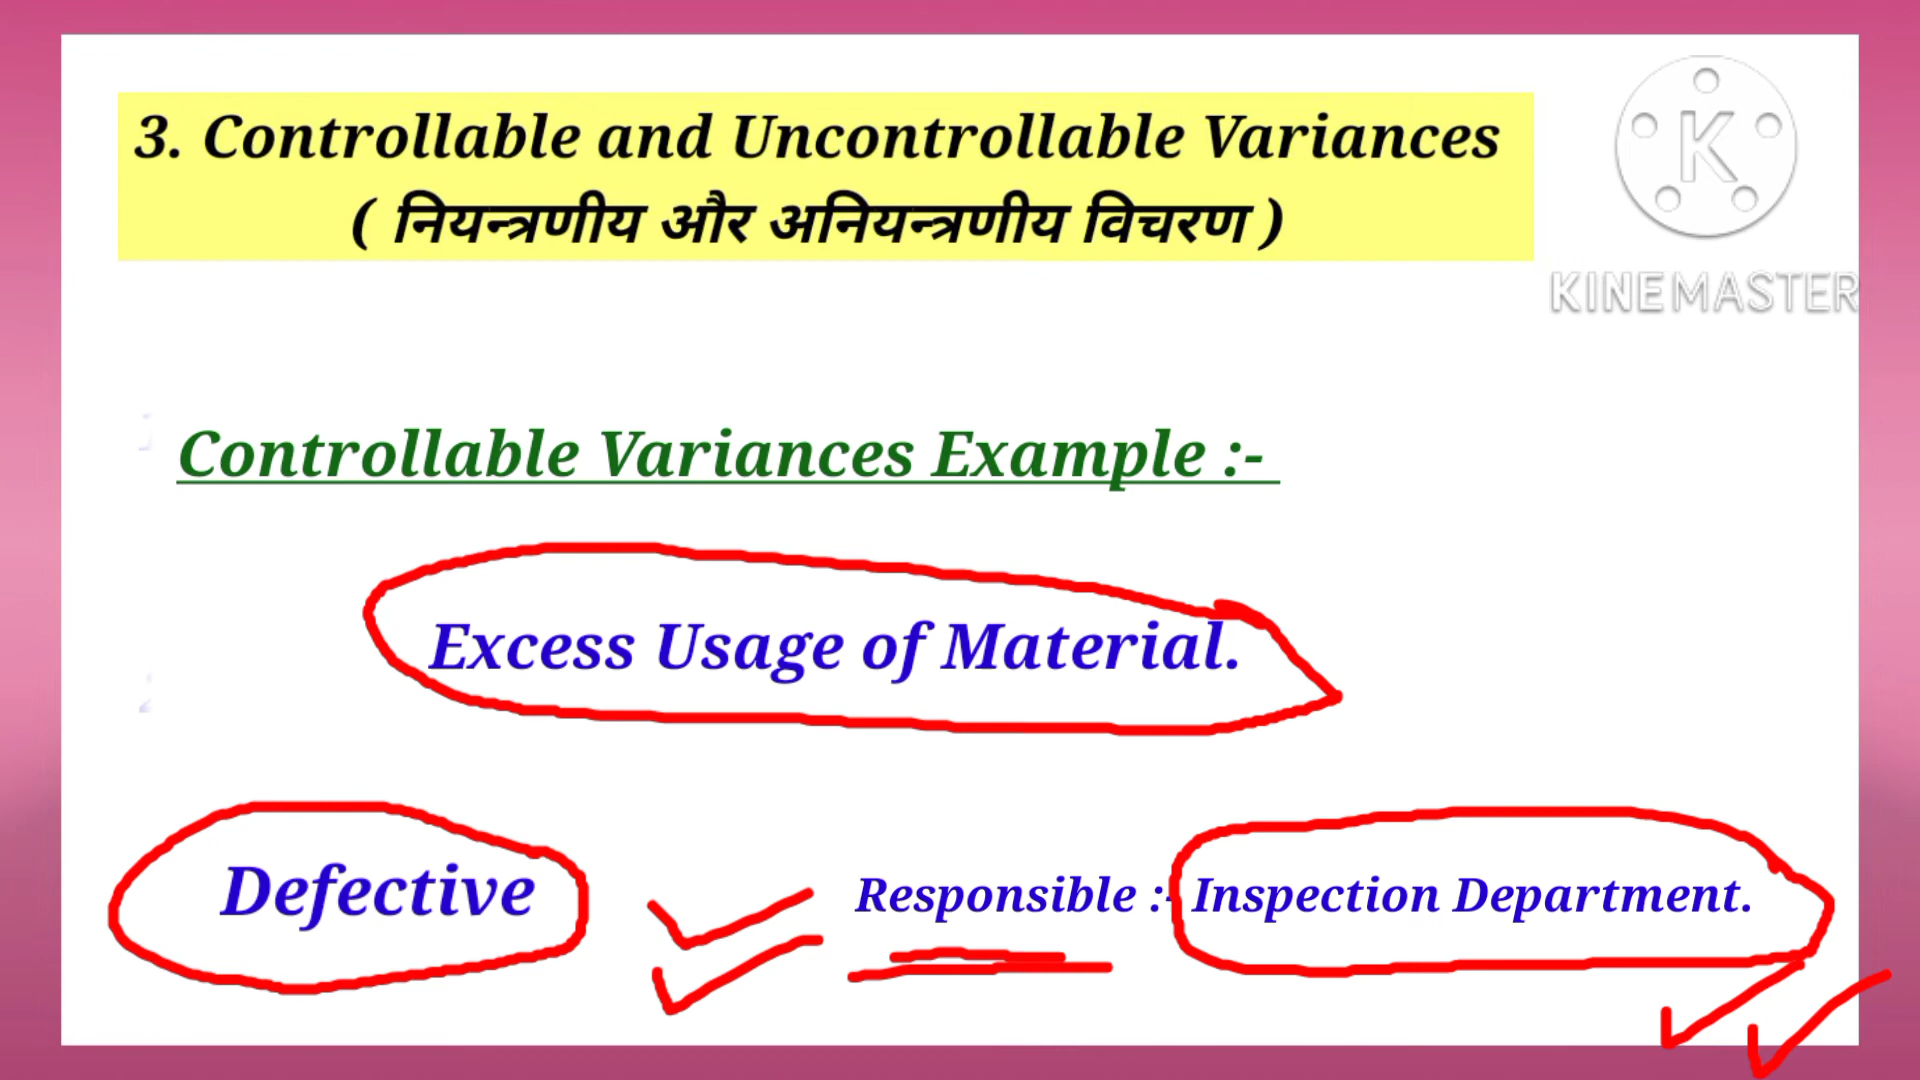 3. Controllable and Uncontrollable Variances
( नियन्त्रणीय और अनियन्त्रणीय विचरण )
K
KINEMASTER
Controllable Variances Example :-
Excess Usage of Material.
Defective
Responsible :- Inspection Department.